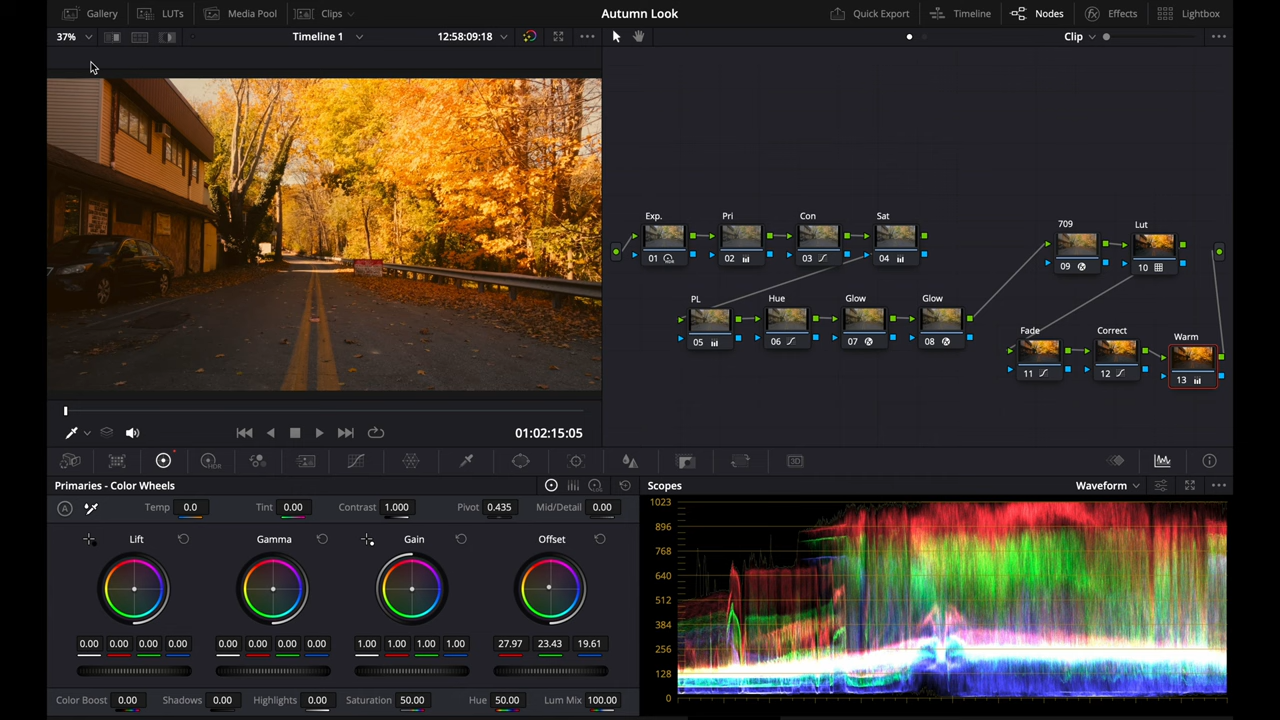 Gallery LUTs Media Pool Clips Autumn Look Quick Export Timeline Nodes Effects Lightbox
37% Timeline 1 12:58:09:18 Clip
Exp. Pri Con Sat 709 Lut
01 02 03 04 09 10
PL Hue Glow Glow Fade Correct Warm
05 06 07 08 11 12 13
01:02:15:05
HDR 3D
Primaries - Color Wheels Scopes Waveform
A Temp 0.0 Tint 0.00 Contrast 1.000 Pivot 0.435 Mid/Detail 0.00
Lift Gamma Gain Offset
0.00 0.00 0.00 0.00 0.00 0.00 0.00 0.00 1.00 1.00 1.00 1.00 27.97 23.43 19.61
Color Boost 0.00 Shadows 0.00 Highlights 0.00 Saturation 50.00 Hue 50.00 Lum Mix 100.00
1023
896
768
640
512
384
256
128
0